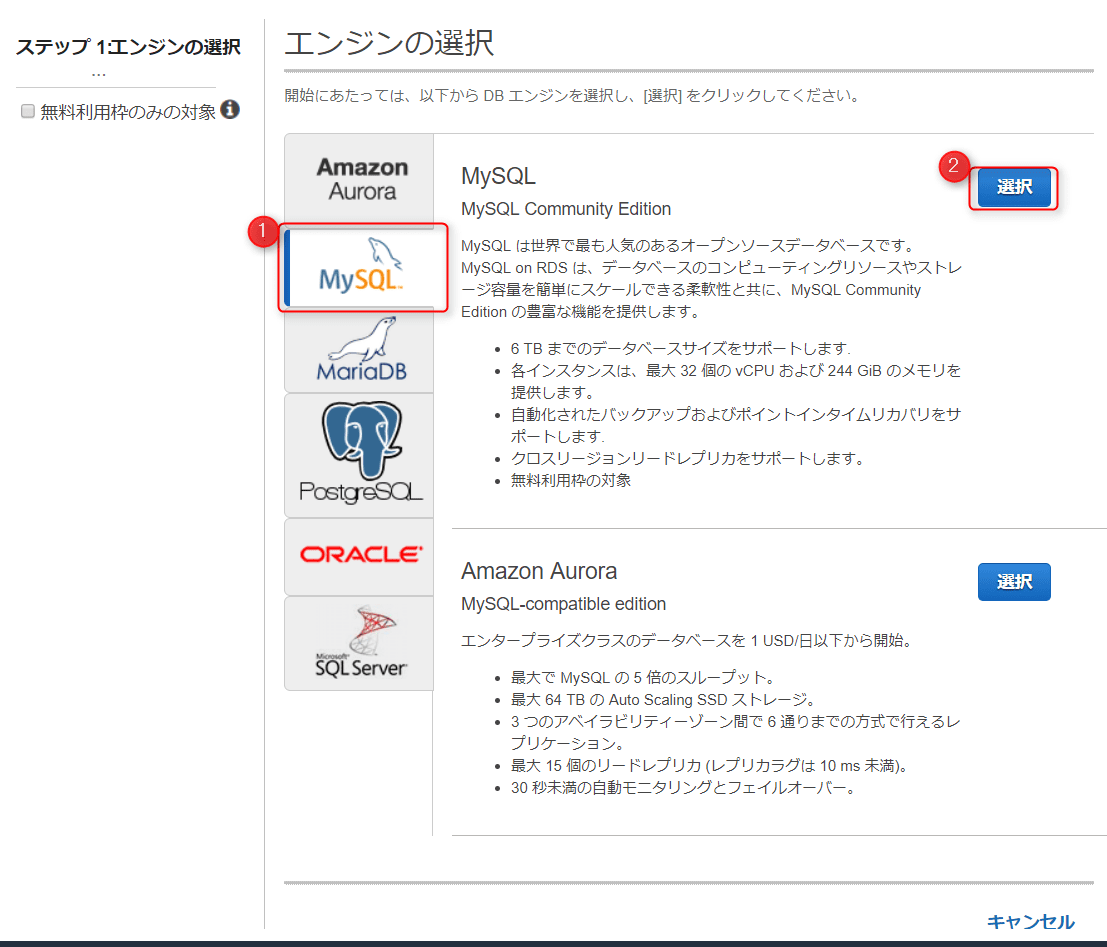 ステップ 1:エンジンの選択
...
無料利用枠のみの対象
エンジンの選択
開始にあたっては、以下から DB エンジンを選択し、[選択] をクリックしてください。
Amazon
Aurora
1
MySQL
MariaDB
PostgreSQL
ORACLE
Microsoft
SQL Server
MySQL
2
選択
MySQL Community Edition
MySQL は世界で最も人気のあるオープンソースデータベースです。
MySQL on RDS は、データベースのコンピューティングリソースやストレ
ージ容量を簡単にスケールできる柔軟性と共に、MySQL Community
Edition の豊富な機能を提供します。
• 6 TB までのデータベースサイズをサポートします.
• 各インスタンスは、最大 32 個の vCPU および 244 GiB のメモリを
提供します。
• 自動化されたバックアップおよびポイントインタイムリカバリをサ
ポートします.
• クロスリージョンリードレプリカをサポートします。
• 無料利用枠の対象
Amazon Aurora
選択
MySQL-compatible edition
エンタープライズクラスのデータベースを 1 USD/日以下から開始。
• 最大で MySQL の 5 倍のスループット。
• 最大 64 TB の Auto Scaling SSD ストレージ。
• 3 つのアベイラビリティーゾーン間で 6 通りまでの方式で行えるレ
プリケーション。
• 最大 15 個のリードレプリカ (レプリカラグは 10 ms 未満)。
• 30 秒未満の自動モニタリングとフェイルオーバー。
キャンセル